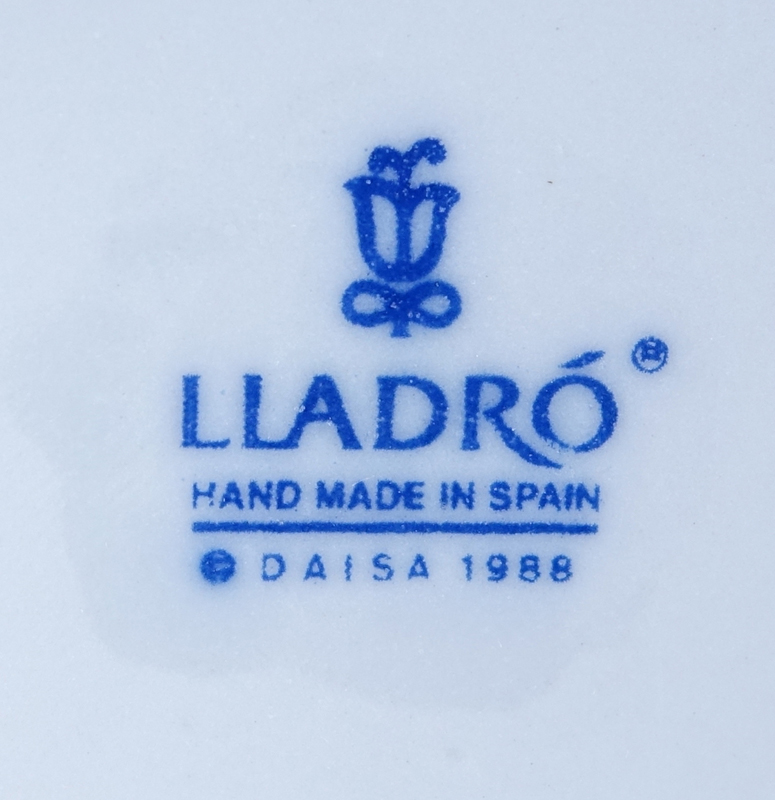 LLADRÓ ®
HAND MADE IN SPAIN
© DAISA 1988